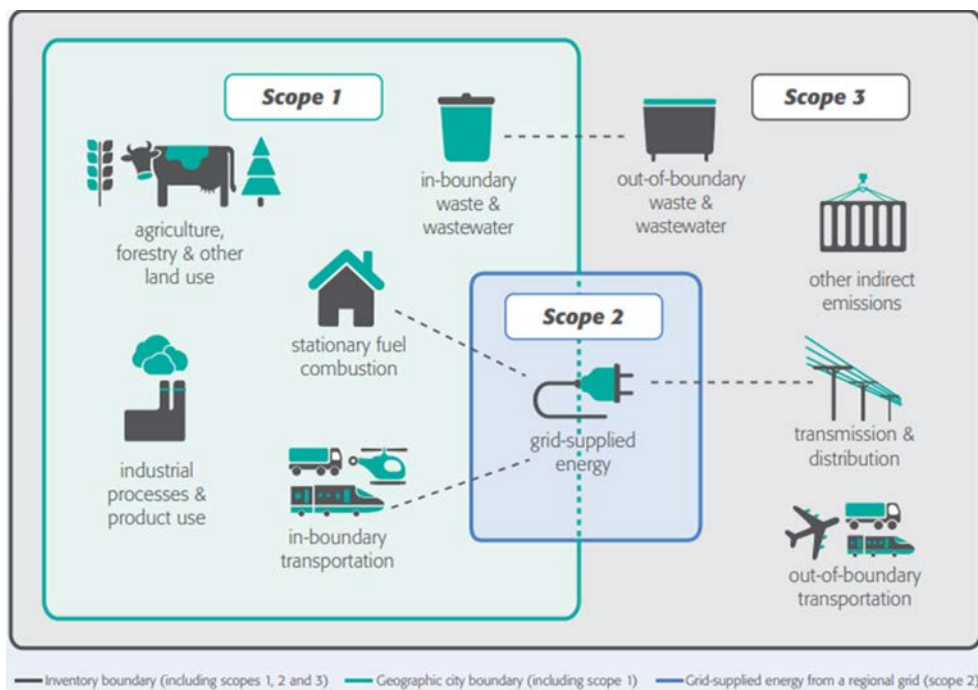 Scope 1
Scope 3
in-boundary
waste &
wastewater
out-of-boundary
waste &
wastewater
agriculture,
forestry & other
land use
other indirect
emissions
Scope 2
stationary fuel
combustion
grid-supplied
energy
transmission &
distribution
industrial
processes &
product use
in-boundary
transportation
out-of-boundary
transportation
Inventory boundary (including scopes 1, 2 and 3)
Geographic city boundary (including scope 1)
Grid-supplied energy from a regional grid (scope 2)